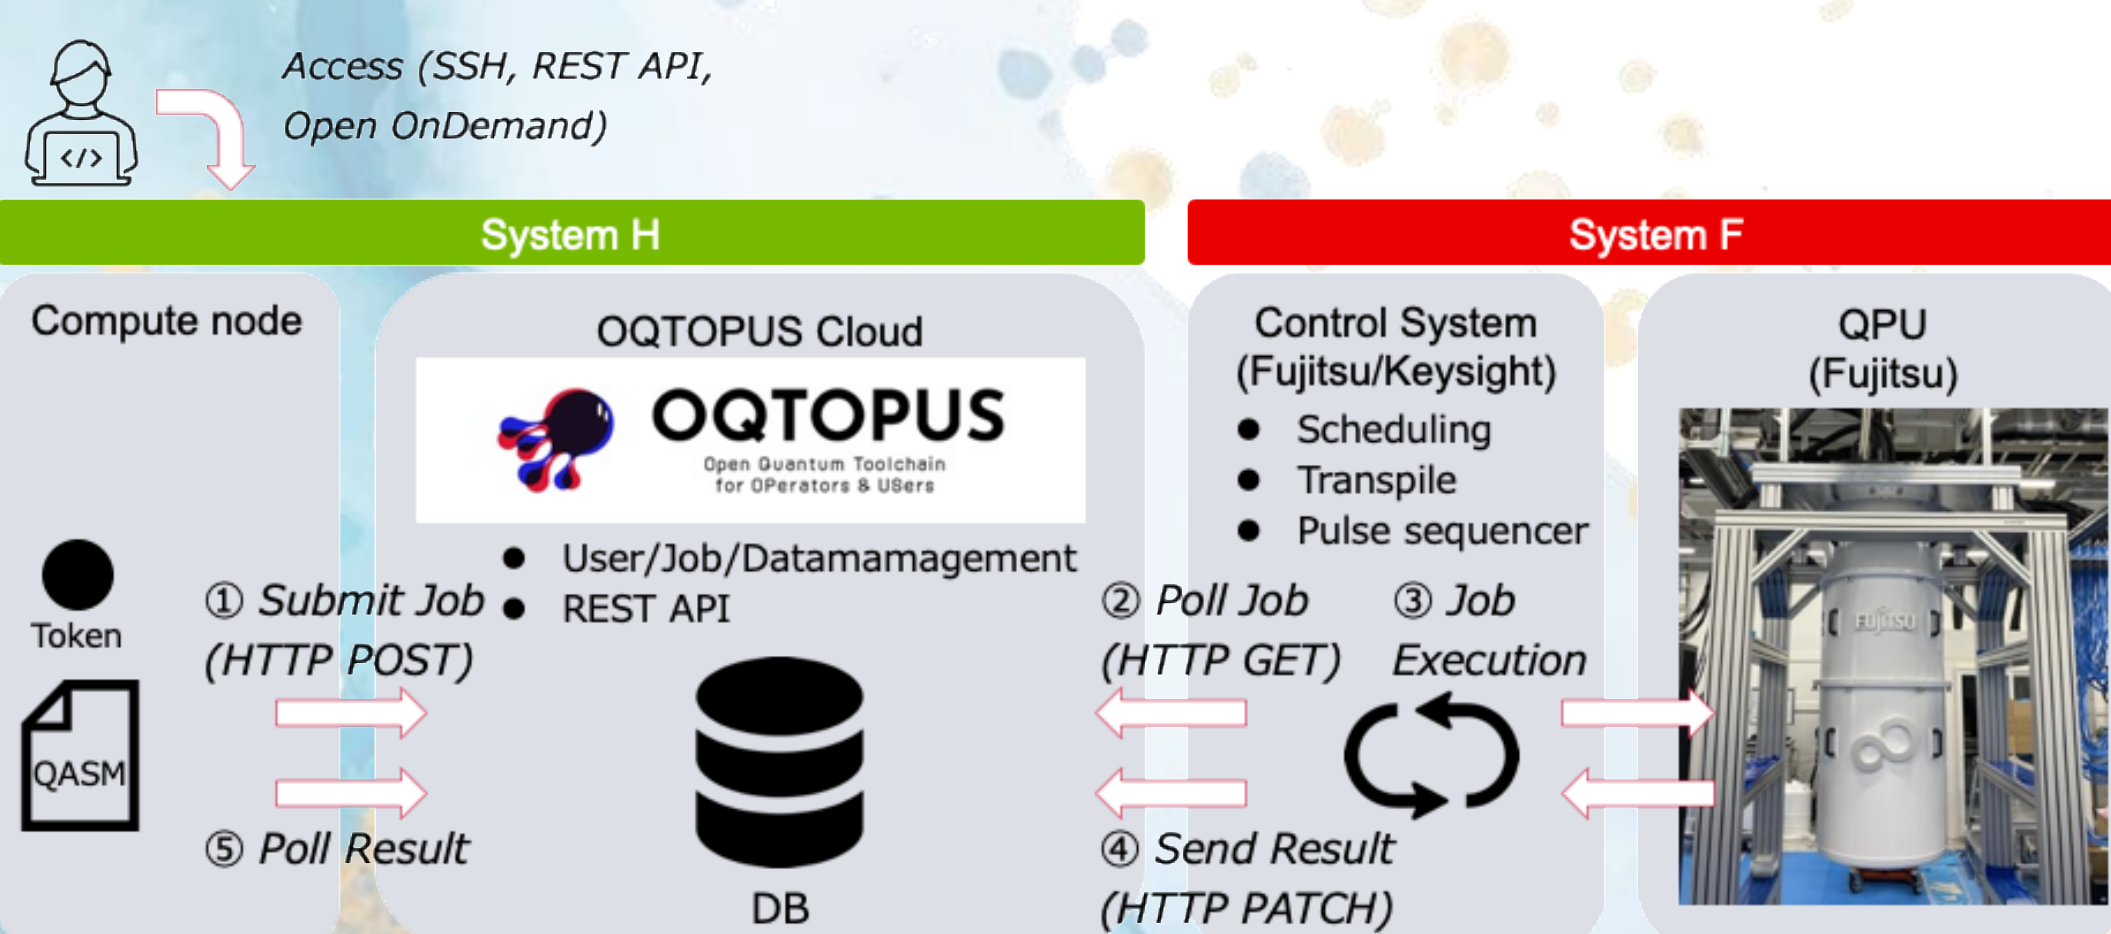 Access (SSH, REST API,
Open OnDemand)
</>
System H
System F
Compute node
Token
QASM
① Submit Job
(HTTP POST)
⑤ Poll Result
OQTOPUS Cloud
OQTOPUS
Open Quantum Toolchain
for OPerators & USers
● User/Job/Datamamagement
● REST API
DB
Control System
(Fujitsu/Keysight)
● Scheduling
● Transpile
● Pulse sequencer
② Poll Job
(HTTP GET)
③ Job
Execution
④ Send Result
(HTTP PATCH)
QPU
(Fujitsu)
FUJITSU